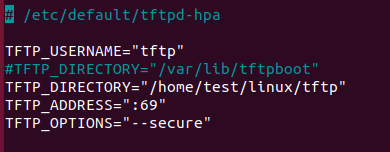 # /etc/default/tftpd-hpa
TFTP_USERNAME="tftp"
#TFTP_DIRECTORY="/var/lib/tftpboot"
TFTP_DIRECTORY="/home/test/linux/tftp"
TFTP_ADDRESS=":69"
TFTP_OPTIONS="--secure"